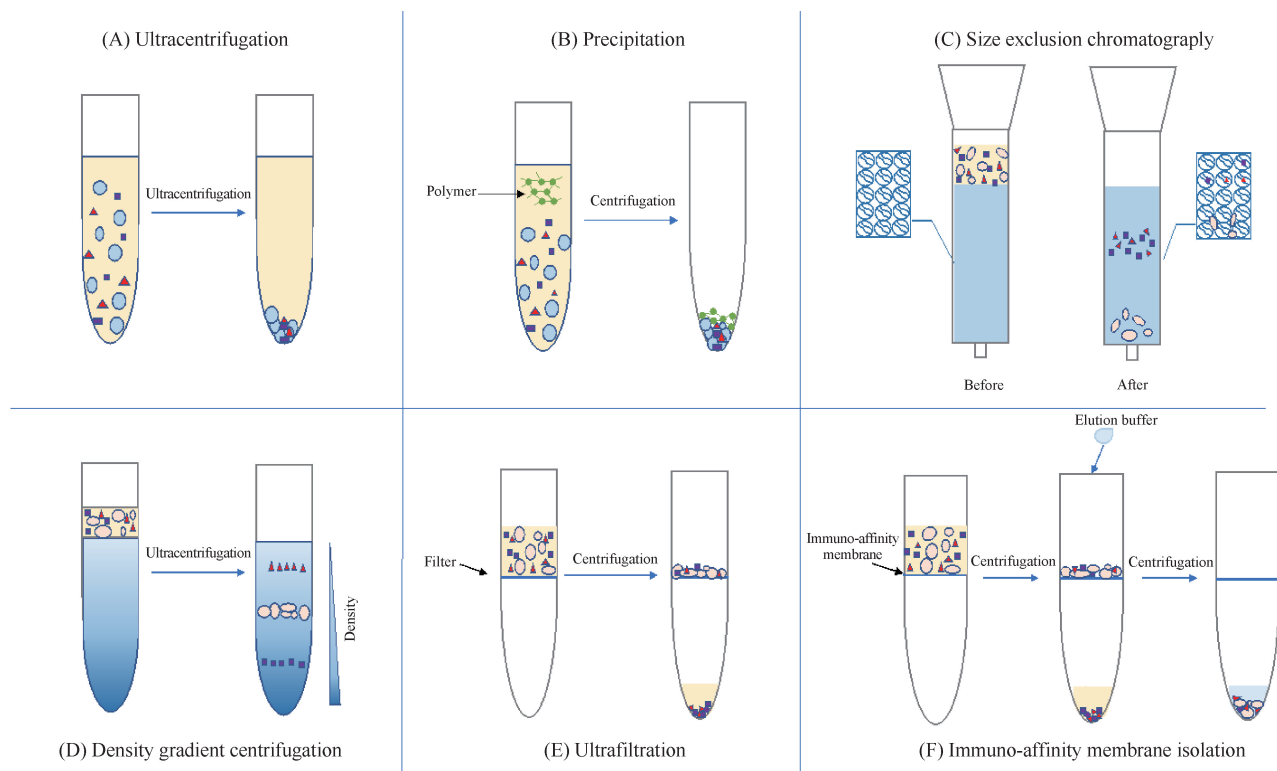 (A) Ultracentrifugation
Ultracentrifugation
(B) Precipitation
Polymer
Centrifugation
(C) Size exclusion chromatography
Before
After
Ultracentrifugation
Density
(D) Density gradient centrifugation
Filter
Centrifugation
(E) Ultrafiltration
Elution buffer
Immuno-affinity
membrane
Centrifugation
Centrifugation
(F) Immuno-affinity membrane isolation